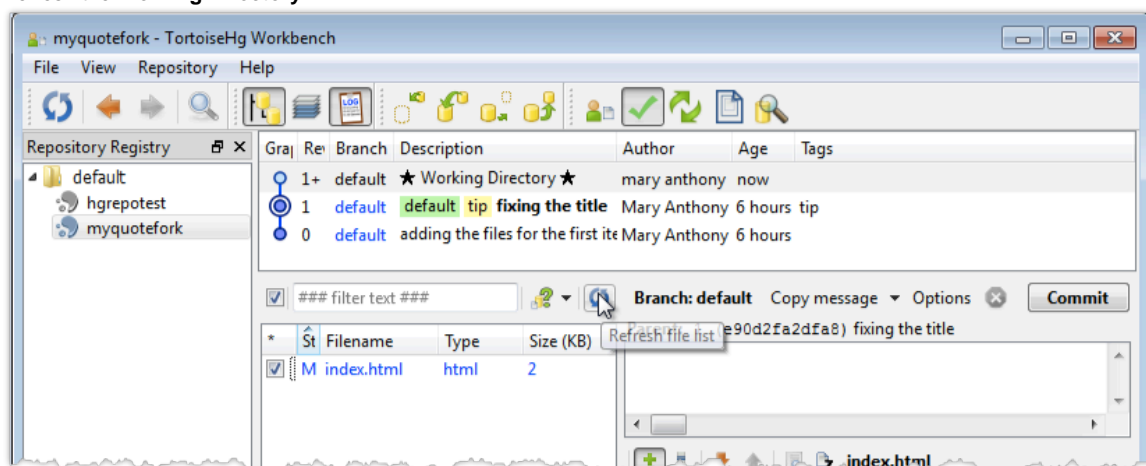 myquotefork - TortoiseHg Workbench
File View Repository Help
LOG
Repository Registry
default
hgrepotest
myquotefork
Graj Rev Branch Description Author Age Tags
1+ default ★ Working Directory ★ mary anthony now
1 default default tip fixing the title Mary Anthony 6 hours tip
0 default adding the files for the first ite Mary Anthony 6 hours
### filter text ### Branch: default Copy message Options Commit
Refresh file list
e90d2fa2dfa8) fixing the title
* St Filename Type Size (KB)
M index.html html 2
index.html